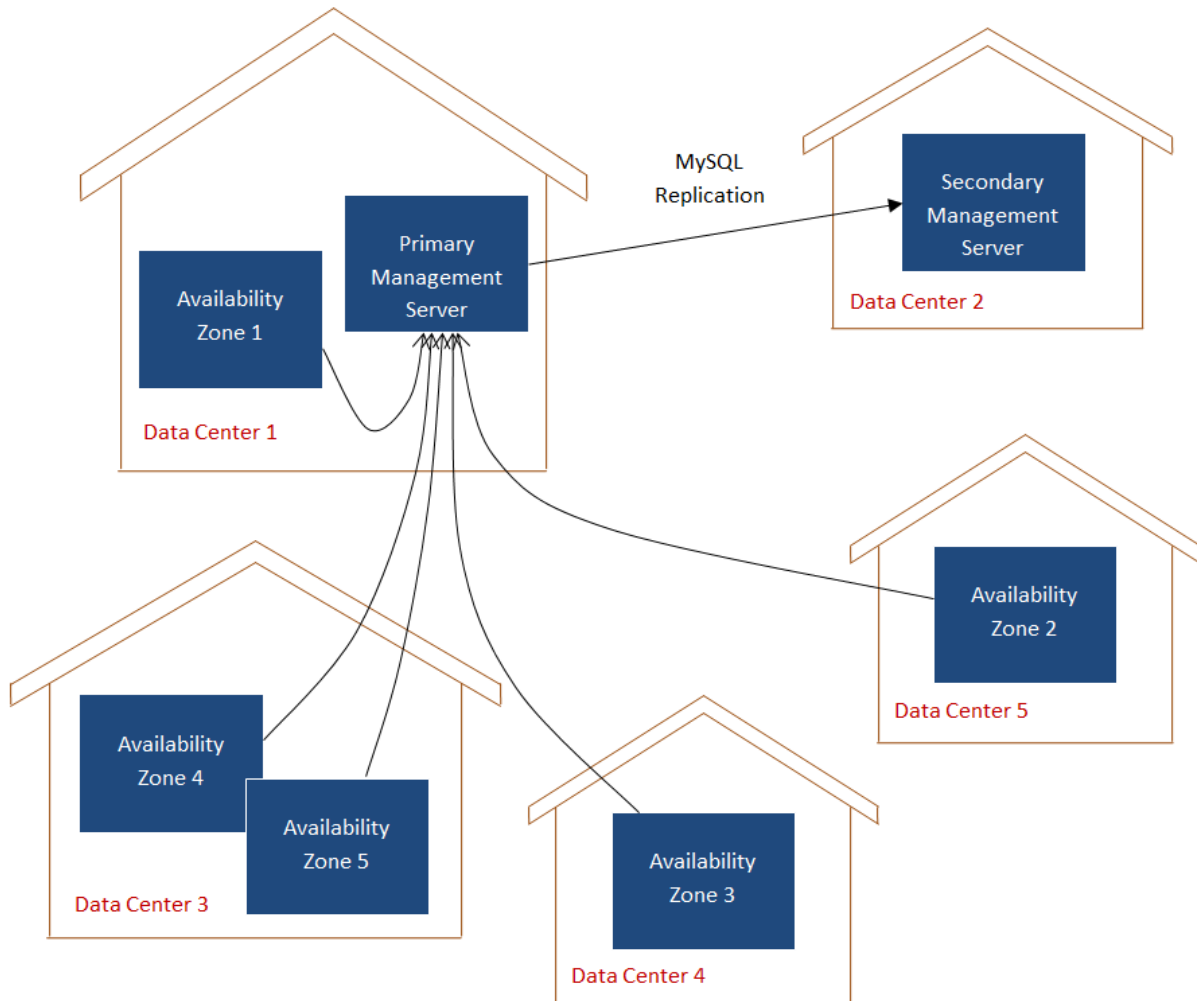 MySQL
Replication
Secondary
Management
Server
Data Center 2
Primary
Management
Server
Availability
Zone 1
Data Center 1
Availability
Zone 2
Data Center 5
Availability
Zone 4
Availability
Zone 5
Data Center 3
Availability
Zone 3
Data Center 4